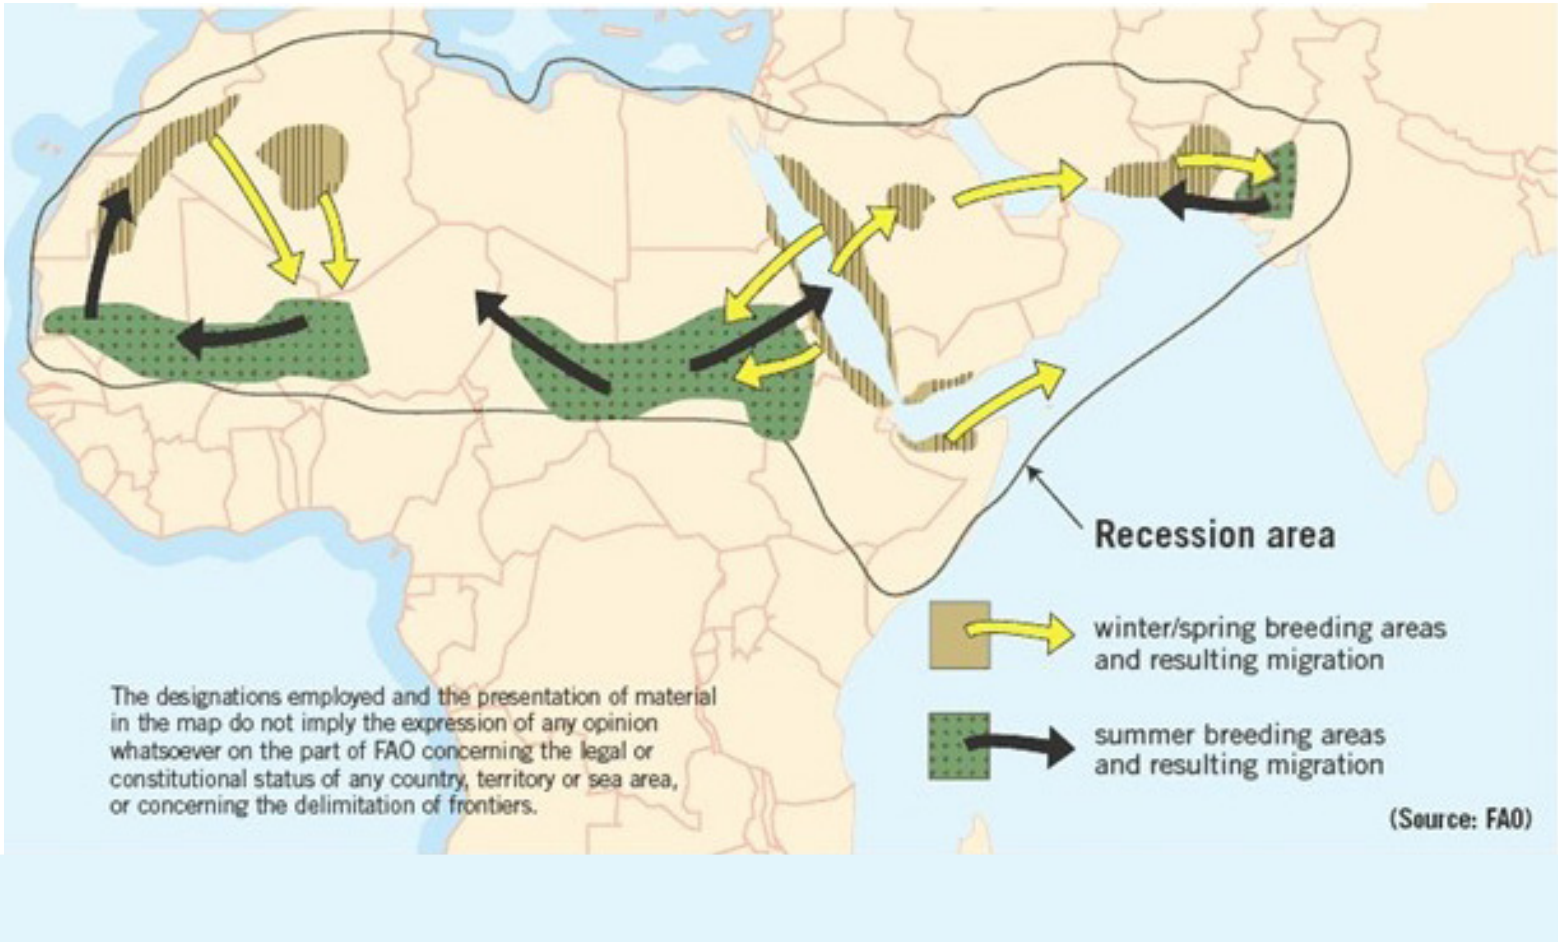 Recession area
winter/spring breeding areas
and resulting migration
summer breeding areas
and resulting migration
The designations employed and the presentation of material
in the map do not imply the expression of any opinion
whatsoever on the part of FAO concerning the legal or
constitutional status of any country, territory or sea area,
or concerning the delimitation of frontiers.
(Source: FAO)